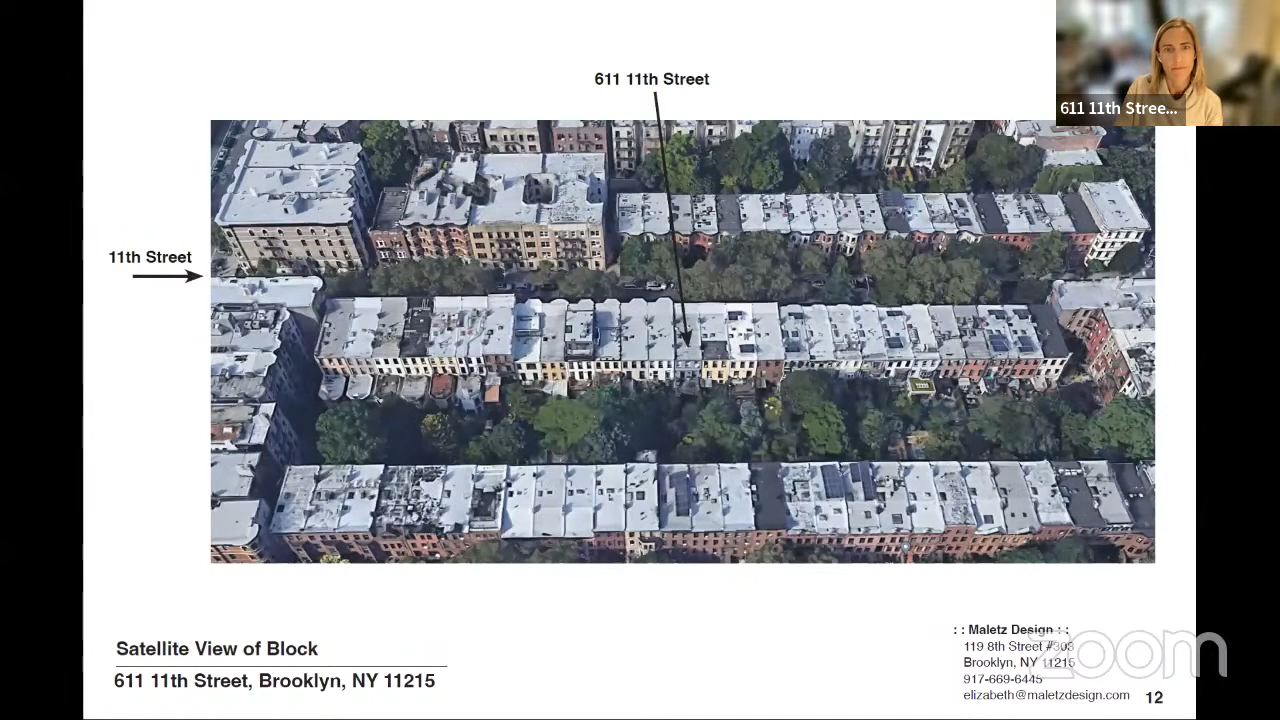 611 11th Street
611 11th Stree...
11th Street
Satellite View of Block
611 11th Street, Brooklyn, NY 11215
: : Maletz Design : :
119 8th Street #303
Brooklyn, NY 11215
917-669-6445
elizabeth@maletzdesign.com
12
zoom